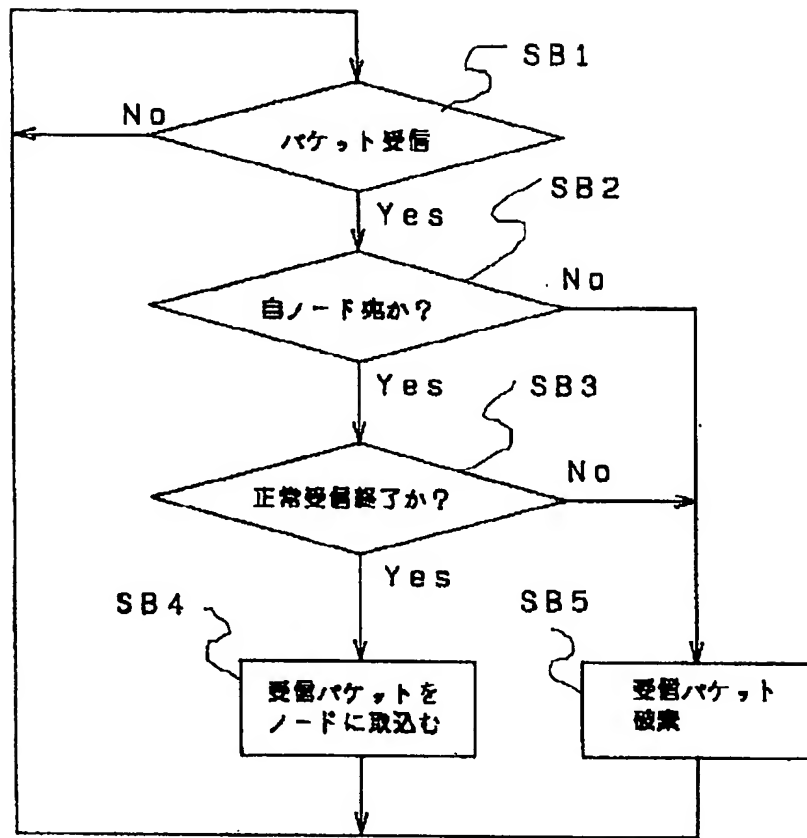 SB1
No
パケット受信
Yes
SB2
No
自ノード宛か?
Yes
SB3
No
正常受信終了か?
Yes
SB4
SB5
受信パケットを
ノードに取込む
受信パケット
破棄